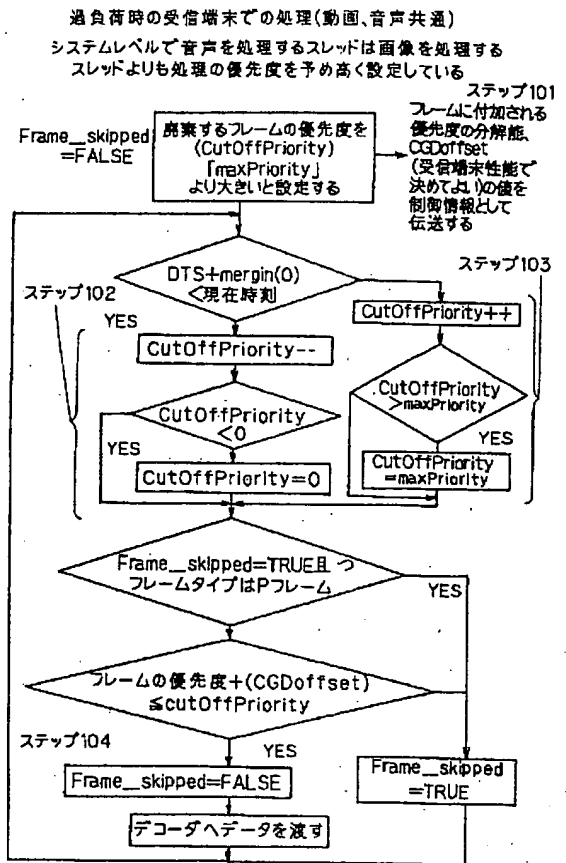 過負荷時の受信端末での処理(動画、音声共通)
システムレベルで音声を処理するスレッドは画像を処理する
スレッドよりも処理の優先度を予め高く設定している
ステップ101
Frame__skipped
=FALSE
廃棄するフレームの優先度を
(CutOffPriority)
「maxPriority」
より大きいと設定する
フレームに付加される
優先度の分解能、
CGDoffset
(受信端末性能で
決めてよい)の値を
制御情報として
伝送する
DTS+mergin(0)
<現在時刻
ステップ103
ステップ102
YES
CutOffPriority--
CutOffPriority++
CutOffPriority
<0
CutOffPriority
>maxPriority
YES
YES
CutOffPriority=0
CutOffPriority
=maxPriority
Frame__skipped=TRUE且つ
フレームタイプはPフレーム
YES
フレームの優先度+(CGDoffset)
≦cutOffPriority
ステップ104
YES
Frame__skipped=FALSE
Frame__skipped
=TRUE
デコーダへデータを渡す